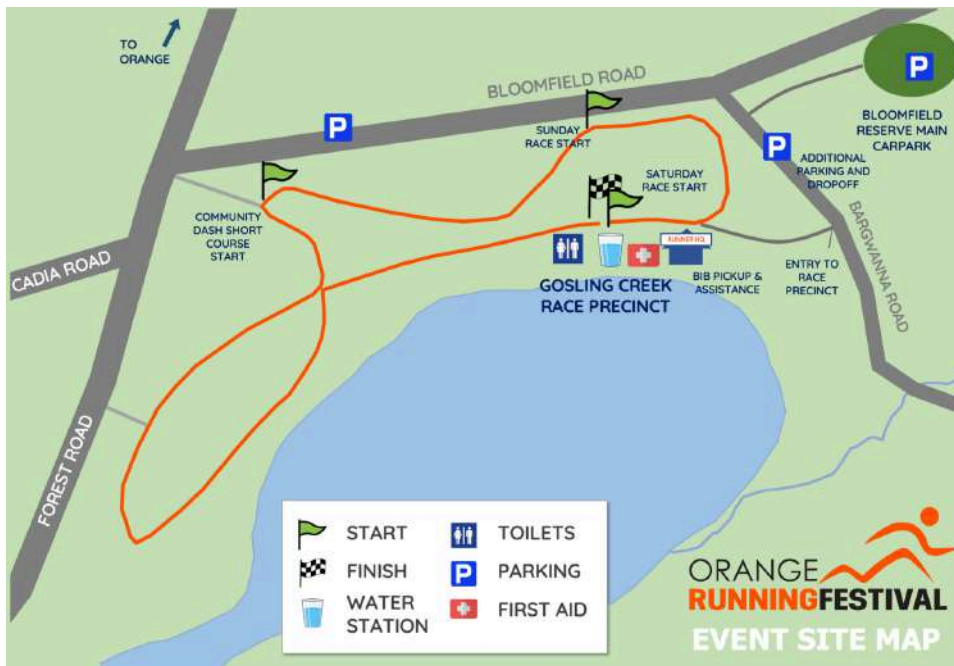 TO
ORANGE
BLOOMFIELD ROAD
P
P
BLOOMFIELD
RESERVE MAIN
CARPARK
P
SUNDAY
RACE START
ADDITIONAL
PARKING AND
DROPOFF
SATURDAY
RACE START
COMMUNITY
DASH SHORT
COURSE
START
CADIA ROAD
RUNNER HQ
GOSLING CREEK
RACE PRECINCT
BIB PICKUP &
ASSISTANCE
ENTRY TO
RACE
PRECINCT
BARGWANNA ROAD
FOREST ROAD
START
TOILETS
FINISH
P
PARKING
WATER
STATION
FIRST AID
ORANGE
RUNNINGFESTIVAL
EVENT SITE MAP